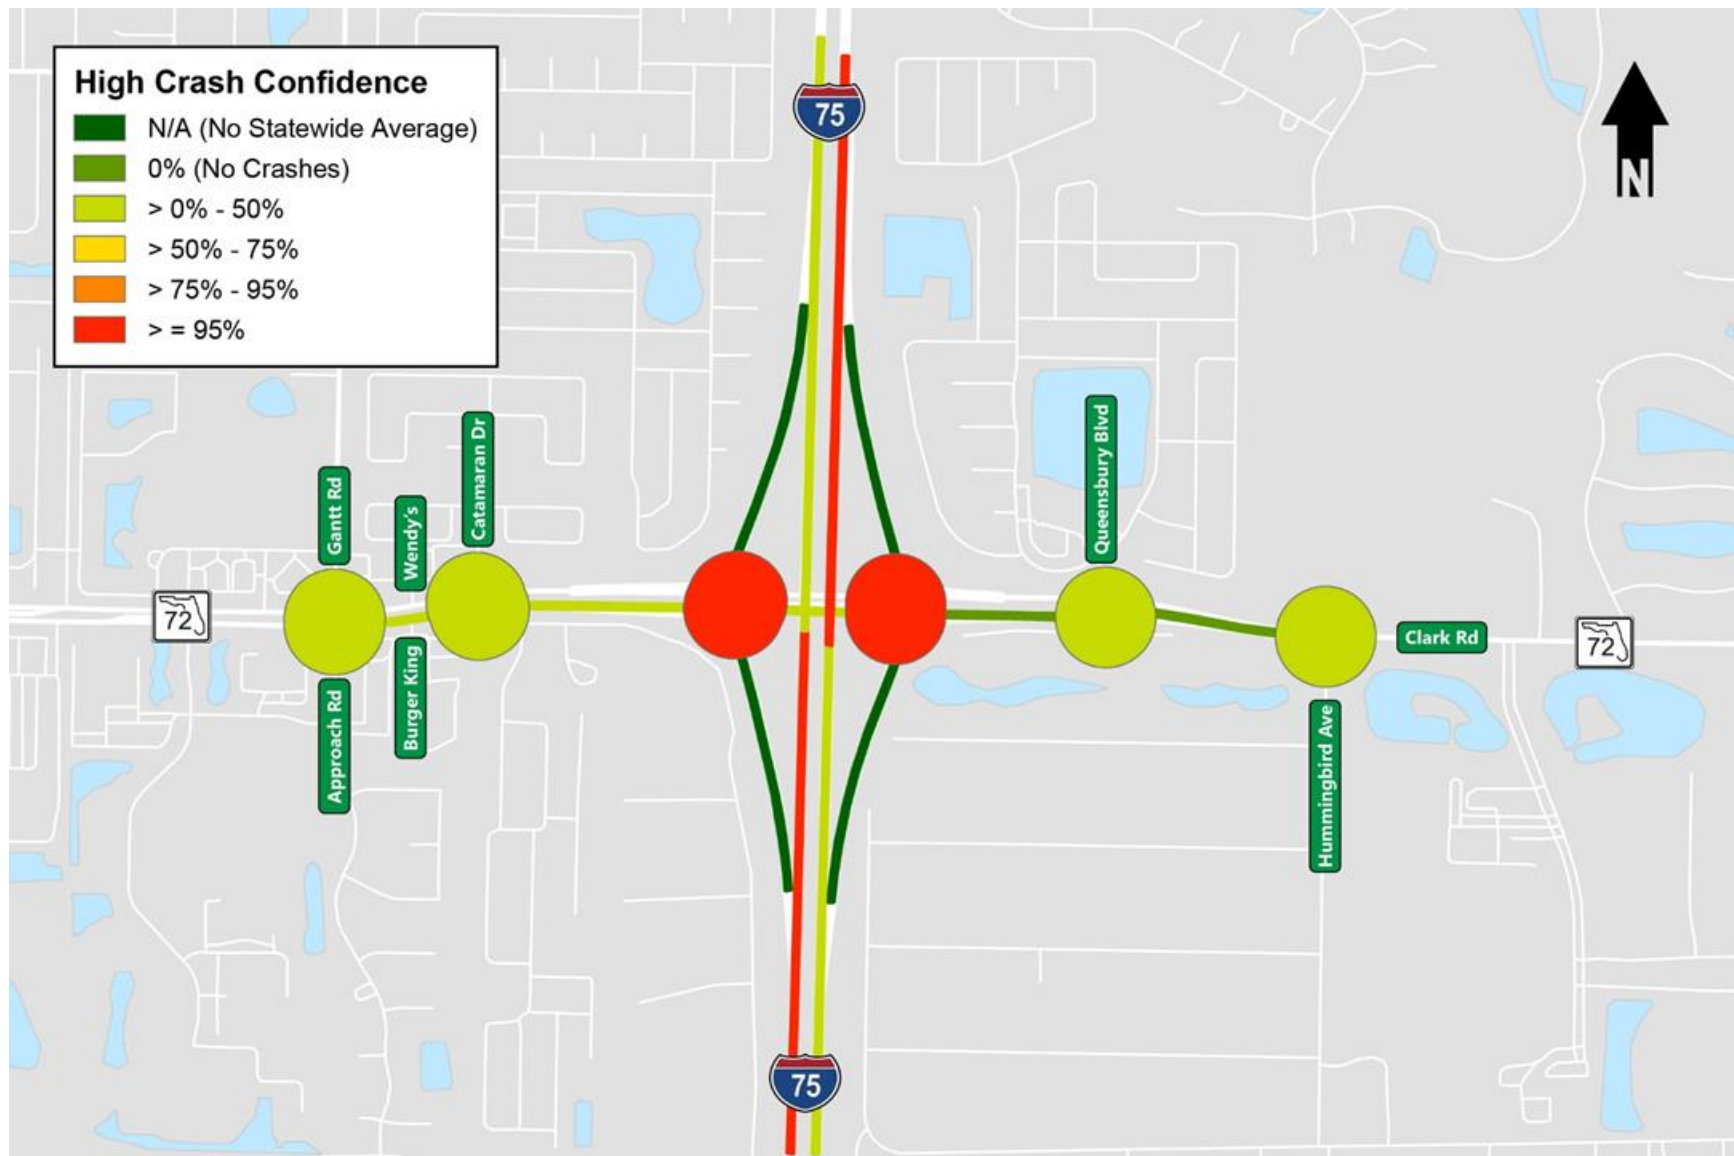 High Crash Confidence
N/A (No Statewide Average)
0% (No Crashes)
> 0% - 50%
> 50% - 75%
> 75% - 95%
> = 95%
75
N
Gantt Rd
Wendy's
Catamaran Dr
Queensbury Blvd
72
Clark Rd
72
Approach Rd
Burger King
Hummingbird Ave
75